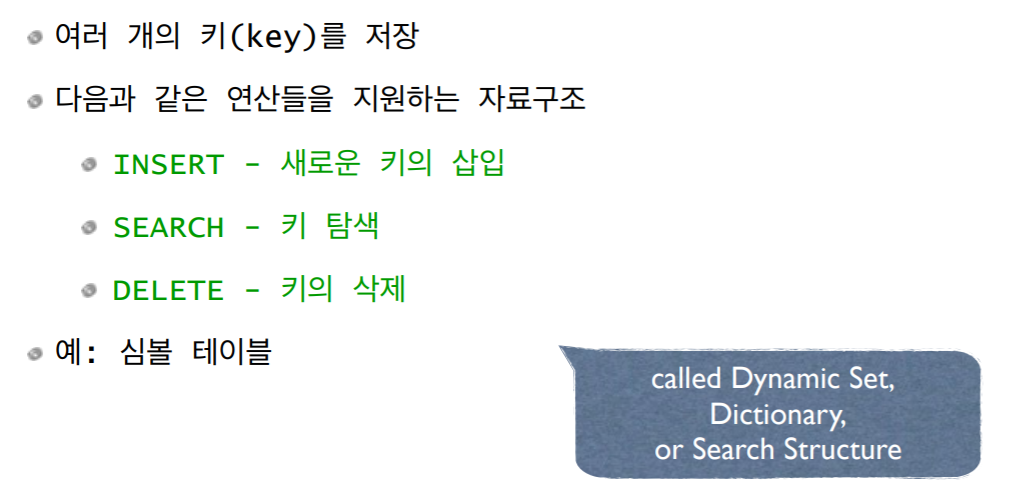 여러 개의 키(key)를 저장
다음과 같은 연산들을 지원하는 자료구조
INSERT - 새로운 키의 삽입
SEARCH - 키 탐색
DELETE - 키의 삭제
예: 심볼 테이블
called Dynamic Set,
Dictionary,
or Search Structure